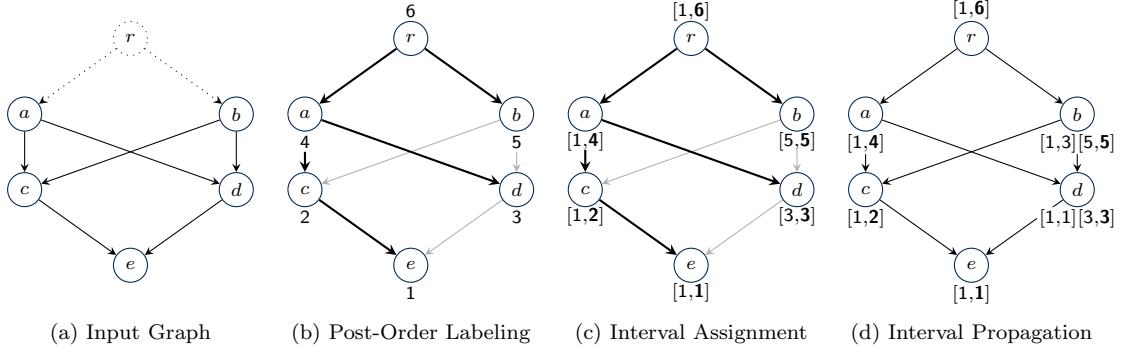 6 [1,6] [1,6]
r r r r
a b a b a b a b
4 5 [1,4] [5,5] [1,4] [1,3][5,5]
c d c d c d c d
2 3 [1,2] [3,3] [1,2] [1,1][3,3]
e e e e
1 [1,1] [1,1]
(a) Input Graph (b) Post-Order Labeling (c) Interval Assignment (d) Interval Propagation